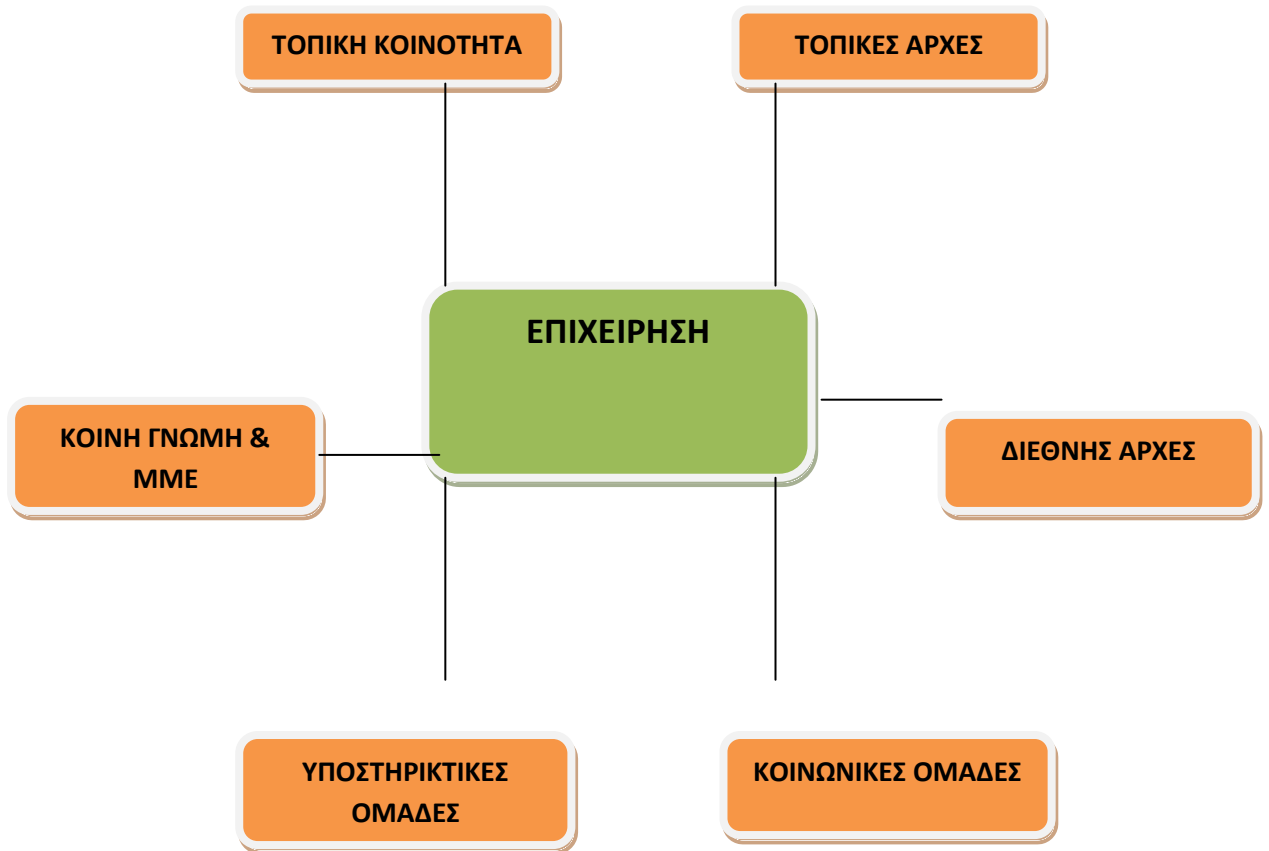 ΤΟΠΙΚΗ ΚΟΙΝΟΤΗΤΑ
ΤΟΠΙΚΕΣ ΑΡΧΕΣ
ΕΠΙΧΕΙΡΗΣΗ
ΚΟΙΝΗ ΓΝΩΜΗ &
ΜΜΕ
ΔΙΕΘΝΗΣ ΑΡΧΕΣ
ΥΠΟΣΤΗΡΙΚΤΙΚΕΣ
ΟΜΑΔΕΣ
ΚΟΙΝΩΝΙΚΕΣ ΟΜΑΔΕΣ